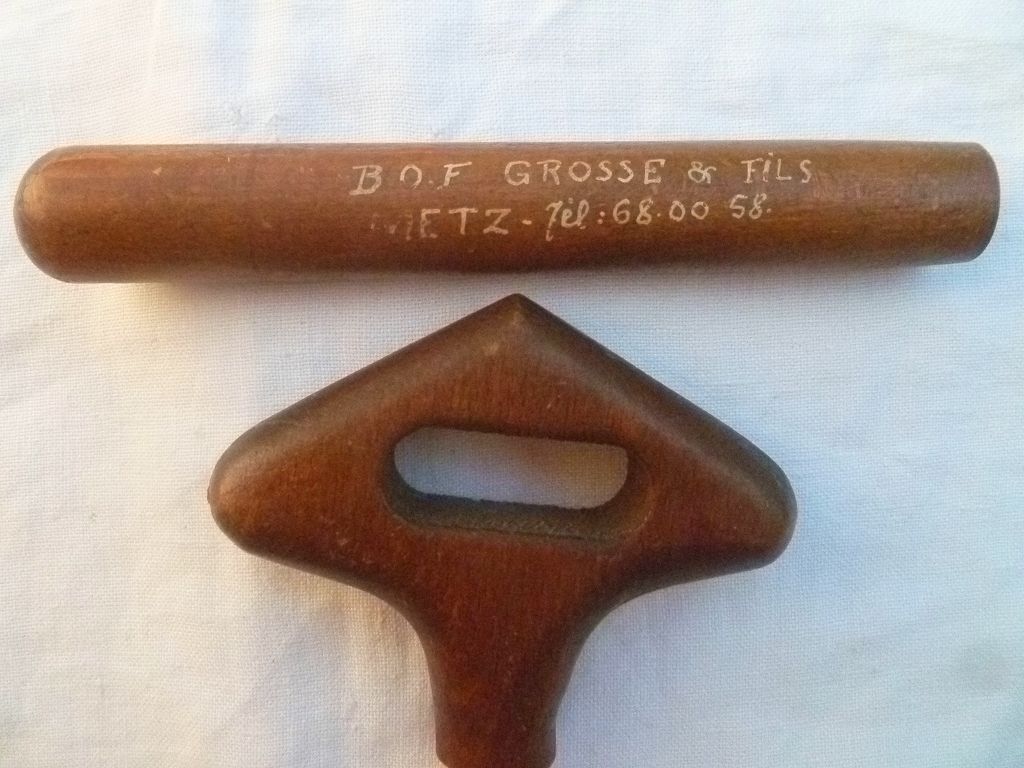 B.O.F GROSSE & FILS
METZ - Tél: 68.00 58.